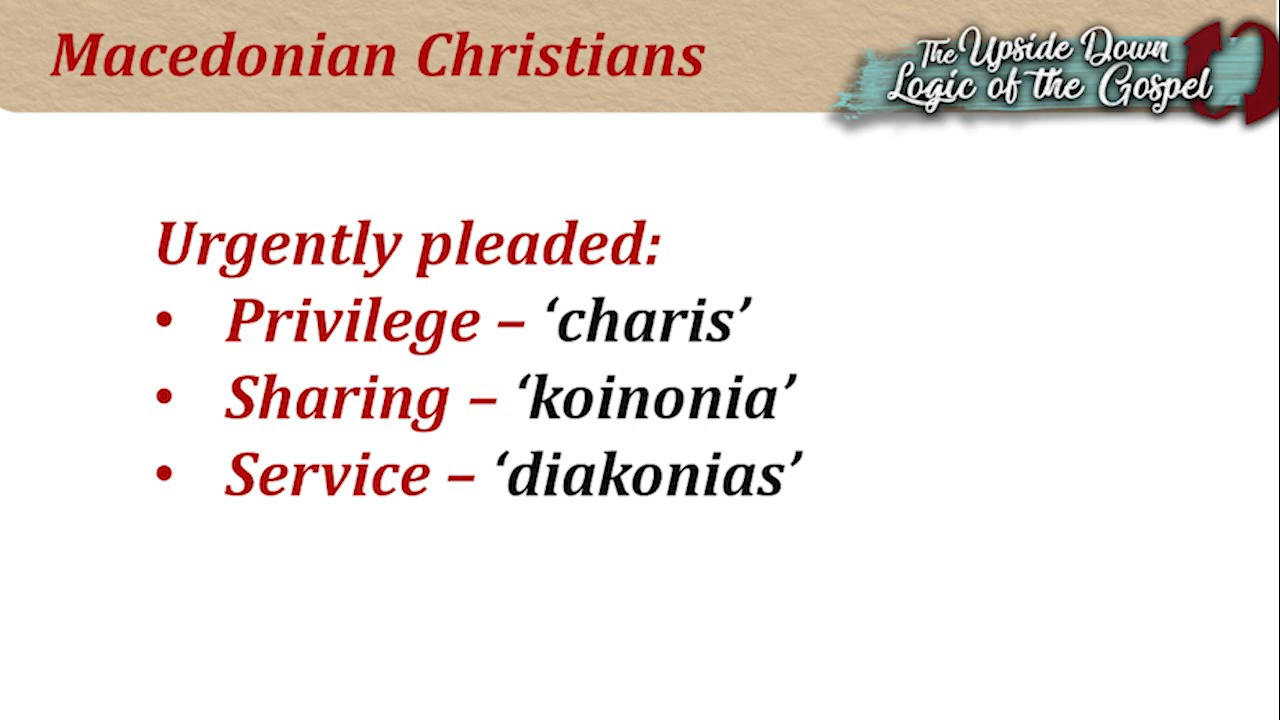 Macedonian Christians
The Upside Down
Logic of the Gospel
Urgently pleaded:
• Privilege – ‘charis’
• Sharing – ‘koinonia’
• Service – ‘diakonias’